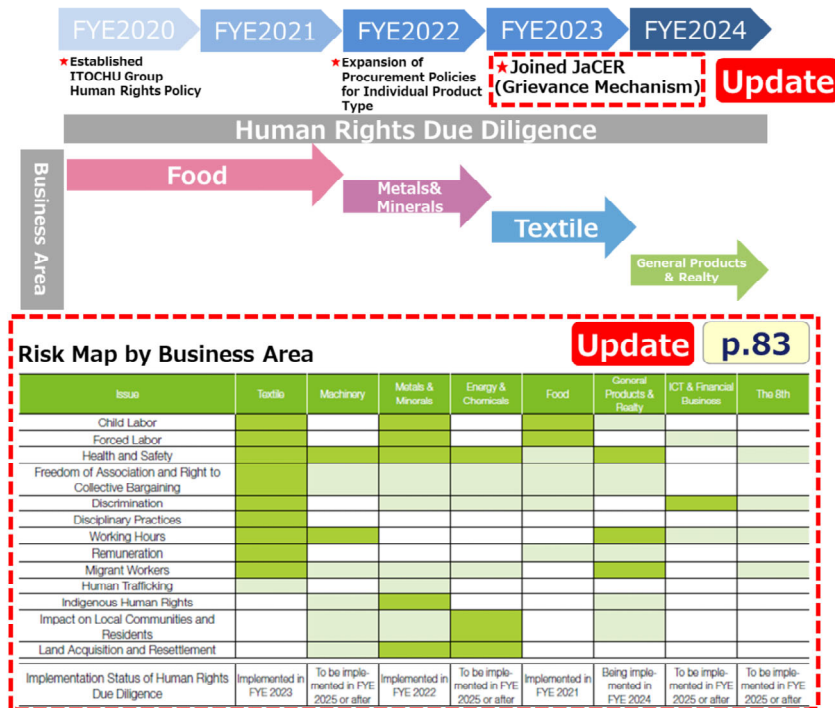 FYE2020 FYE2021 FYE2022 FYE2023 FYE2024
★Established
ITOCHU Group
Human Rights Policy
★Expansion of
Procurement Policies
for Individual Product
Type
★Joined JaCER
(Grievance Mechanism)
Update
Human Rights Due Diligence
Business Area
Food
Metals&
Minerals
Textile
General Products
& Realty
Risk Map by Business Area
Update
p.83
Issue Textile Machinery Metals & Minerals Energy & Chemicals Food General Products & Realty ICT & Financial Business The 8th
Child Labor
Forced Labor
Health and Safety
Freedom of Association and Right to
Collective Bargaining
Discrimination
Disciplinary Practices
Working Hours
Remuneration
Migrant Workers
Human Trafficking
Indigenous Human Rights
Impact on Local Communities and
Residents
Land Acquisition and Resettlement
Implementation Status of Human Rights
Due Diligence
Implemented in
FYE 2023
To be imple-
mented in FYE
2025 or after
Implemented in
FYE 2022
To be imple-
mented in FYE
2025 or after
Implemented in
FYE 2021
Being imple-
mented in
FYE 2024
To be imple-
mented in FYE
2025 or after
To be imple-
mented in FYE
2025 or after